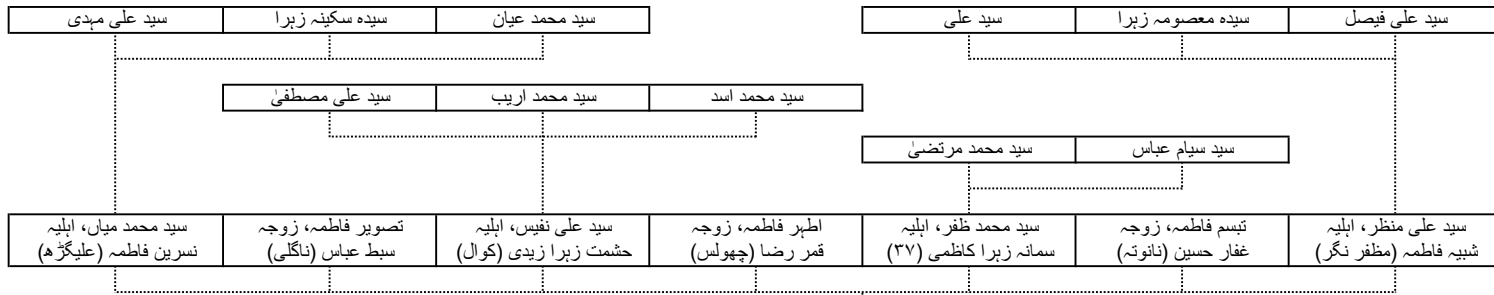 سید علی فیصل
سیدہ معصومہ زہرا
سید علی
سید محمد عیان
سیدہ سکینہ زہرا
سید علی مہدی
سید محمد اسد
سید محمد اریب
سید علی مصطفیٰ
سید سیام عباس
سید محمد مرتضیٰ
سید علی منظر، اہلیہ
شبیہ فاطمہ (مظفر نگر)
تبسم فاطمہ، زوجہ
غفار حسین (نانوتہ)
سید محمد ظفر، اہلیہ
سمانہ زہرا کاظمی (۳۷)
اطہر فاطمہ، زوجہ
قمر رضا (چھولس)
سید علی نفیس، اہلیہ
حشمت زہرا زیدی (کوال)
تصویر فاطمہ، زوجہ
سبط عباس (ناگلی)
سید محمد میاں، اہلیہ
نسرین فاطمہ (علیگڑھ)